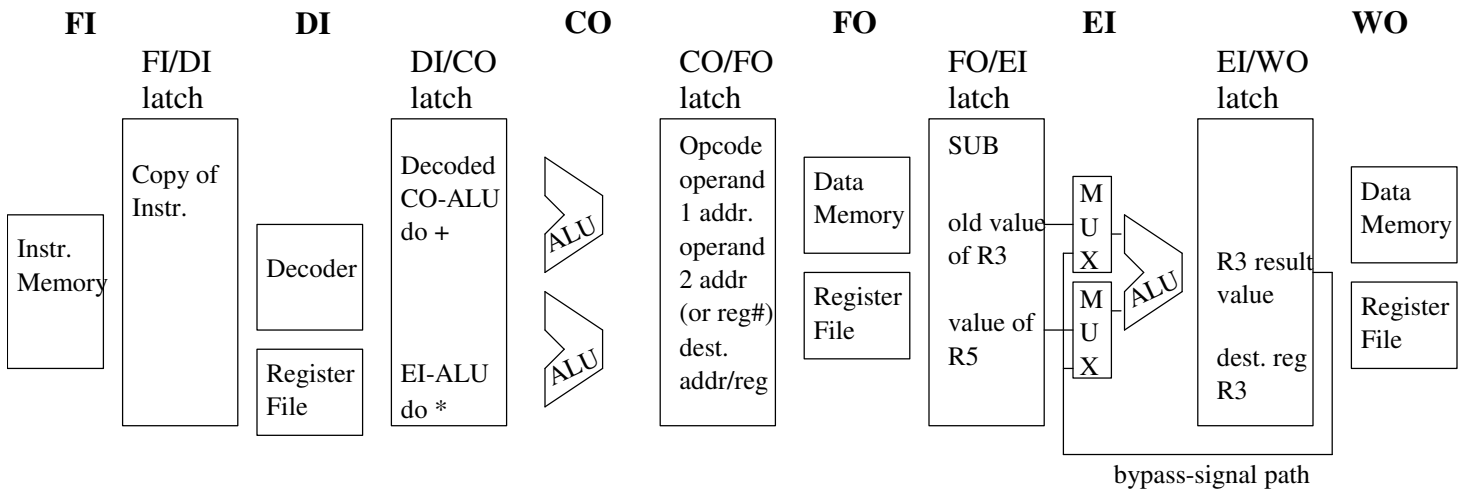 FI
DI
CO
FO
EI
WO
FI/DI
latch
DI/CO
latch
CO/FO
latch
FO/EI
latch
EI/WO
latch
Instr.
Memory
Copy of
Instr.
Decoder
Register
File
Decoded
CO-ALU
do +
EI-ALU
do *
ALU
ALU
Opcode
operand
1 addr.
operand
2 addr
(or reg#)
dest.
addr/reg
Data
Memory
Register
File
SUB
old value
of R3
value of
R5
M
U
X
M
U
X
ALU
R3 result
value
dest. reg
R3
Data
Memory
Register
File
bypass-signal path